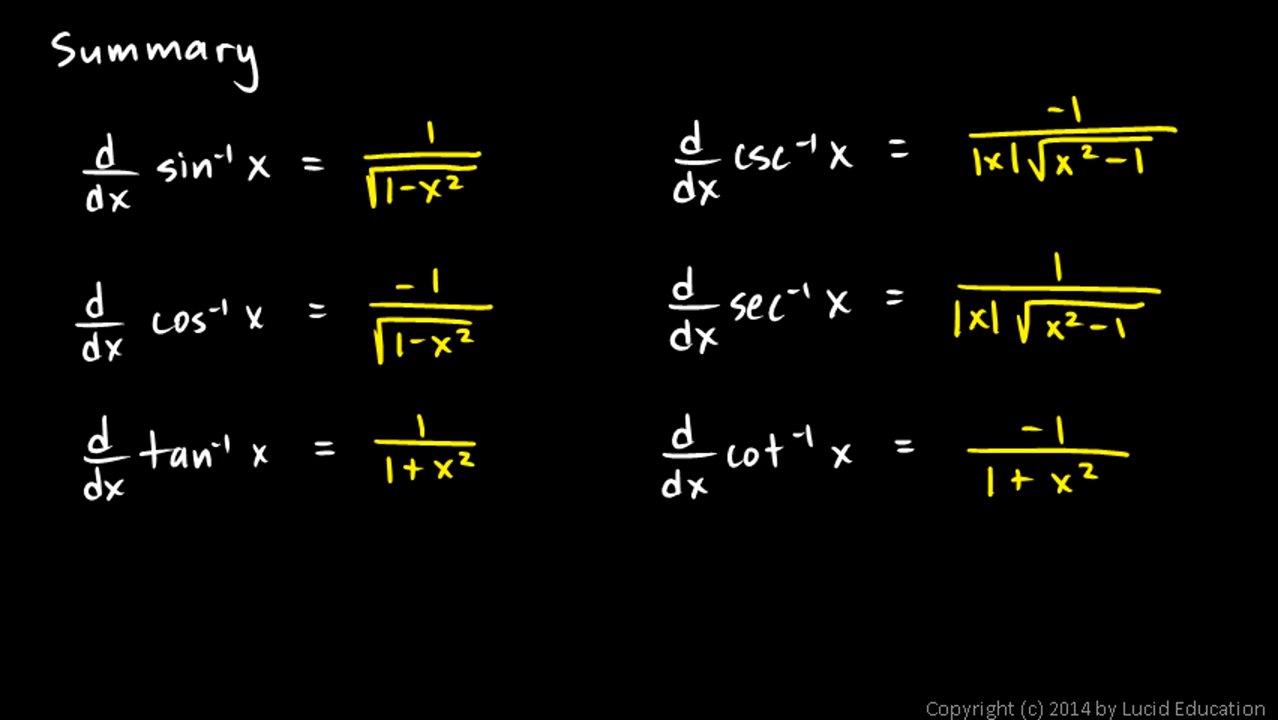 Summary
d/dx sin⁻¹ x = 1/√(1-x²)
d/dx cos⁻¹ x = -1/√(1-x²)
d/dx tan⁻¹ x = 1/(1+x²)
d/dx csc⁻¹ x = -1/(|x|√(x²-1))
d/dx sec⁻¹ x = 1/(|x|√(x²-1))
d/dx cot⁻¹ x = -1/(1+x²)
Copyright (c) 2014 by Lucid Education